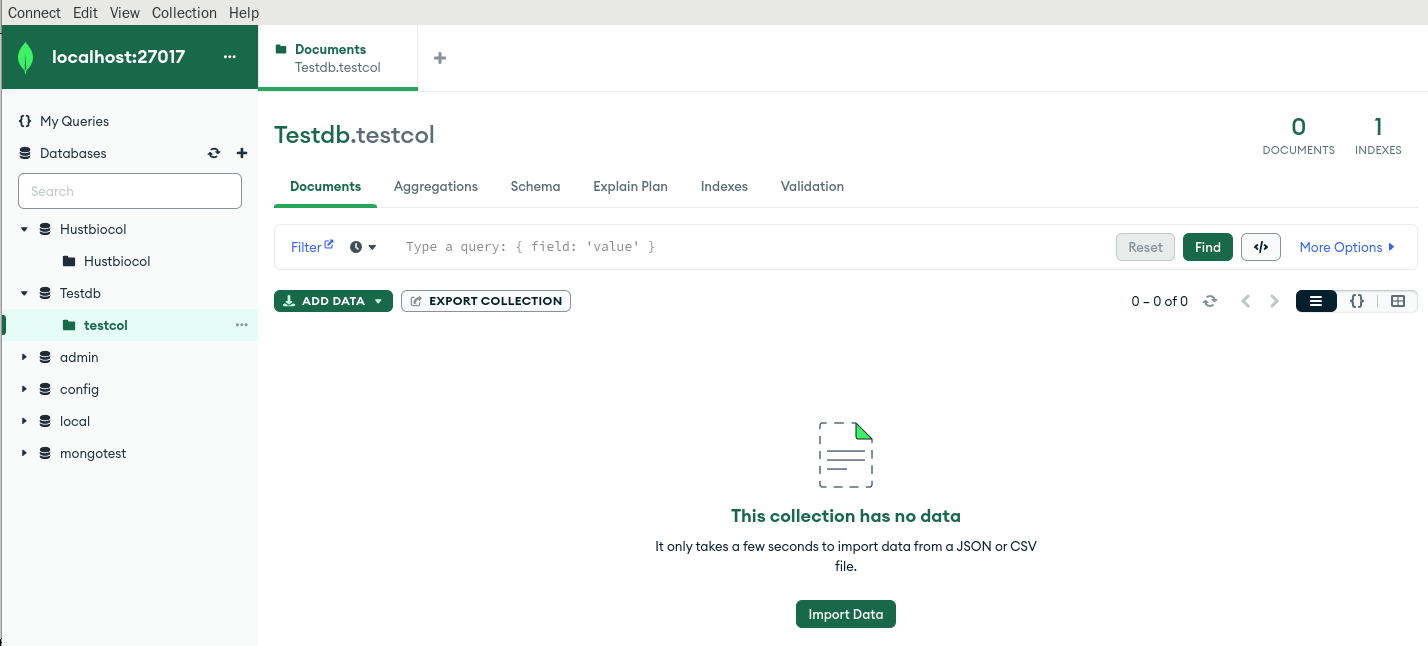 Connect Edit View Collection Help
localhost:27017 ...
Documents
Testdb.testcol
+
{} My Queries
Databases
Search
Hustbiocol
Hustbiocol
Testdb
testcol ...
admin
config
local
mongotest
Testdb.testcol
0 DOCUMENTS
1 INDEXES
Documents Aggregations Schema Explain Plan Indexes Validation
Filter Type a query: { field: 'value' } Reset Find </> More Options
ADD DATA EXPORT COLLECTION 0 – 0 of 0 {}
This collection has no data
It only takes a few seconds to import data from a JSON or CSV
file.
Import Data